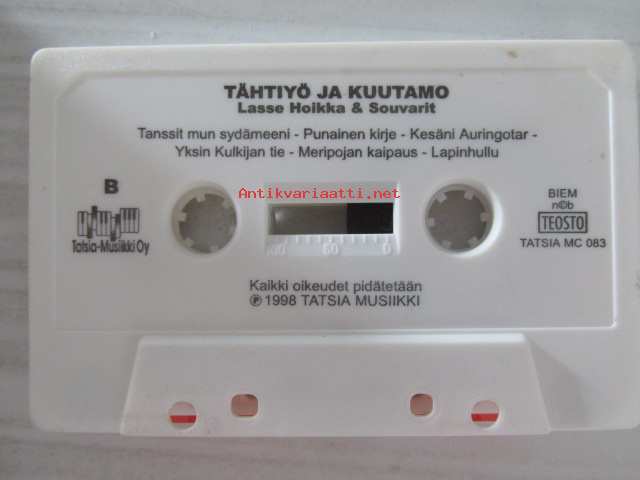 TÄHTIYÖ JA KUUTAMO
Lasse Hoikka & Souvarit
Tanssit mun sydämeeni - Punainen kirje - Kesäni Auringotar -
Yksin Kulkijan tie - Meripojan kaipaus - Lapinhullu
B
Antikvariaatti.net
BIEM
n©b
TEOSTO
Tatsia-Musiikki Oy
TATSIA MC 083
50 0
Kaikki oikeudet pidätetään
℗ 1998 TATSIA MUSIIKKI